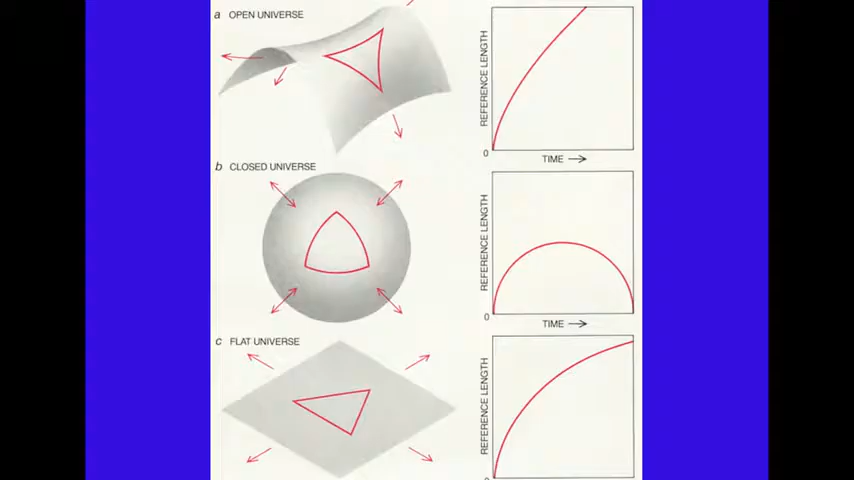 a OPEN UNIVERSE
REFERENCE LENGTH
0
TIME →
b CLOSED UNIVERSE
REFERENCE LENGTH
0
TIME →
c FLAT UNIVERSE
REFERENCE LENGTH
0